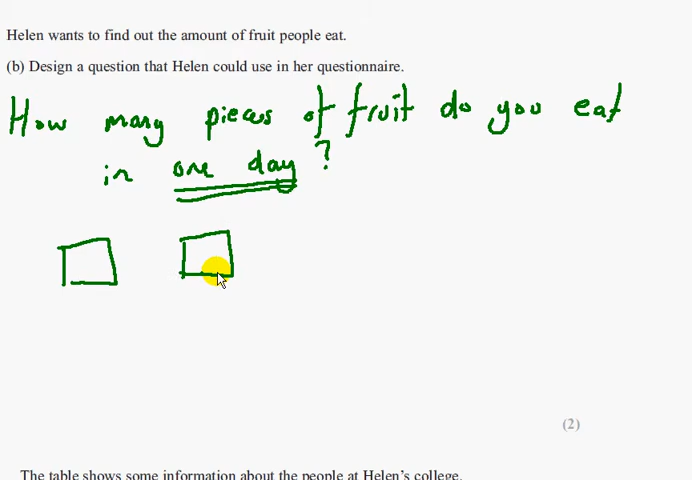 Helen wants to find out the amount of fruit people eat.
(b) Design a question that Helen could use in her questionnaire.
How many pieces of fruit do you eat
in one day ?
(2)
The table shows some information about the people at Helen's college.